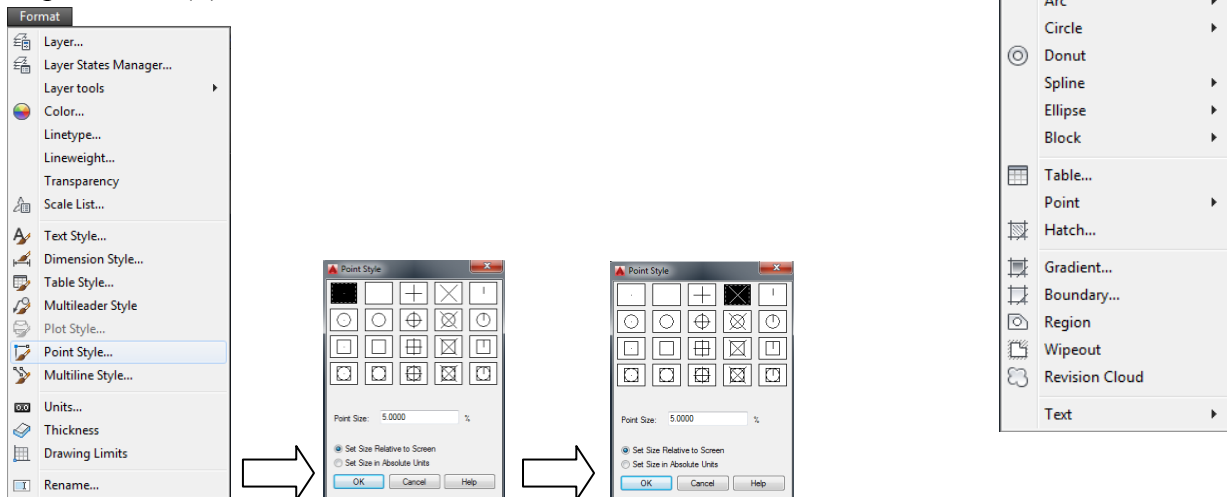 Format
Layer...
Layer States Manager...
Layer tools
Color...
Linetype...
Lineweight...
Transparency
Scale List...
Text Style...
Dimension Style...
Table Style...
Multileader Style
Plot Style...
Point Style...
Multiline Style...
0.0 Units...
Thickness
Drawing Limits
Rename...
Point Style
Point Size: 5.0000 %
Set Size Relative to Screen
Set Size in Absolute Units
OK Cancel Help
Point Style
Point Size: 5.0000 %
Set Size Relative to Screen
Set Size in Absolute Units
OK Cancel Help
Arc
Circle
Donut
Spline
Ellipse
Block
Table...
Point
Hatch...
Gradient...
Boundary...
Region
Wipeout
Revision Cloud
Text